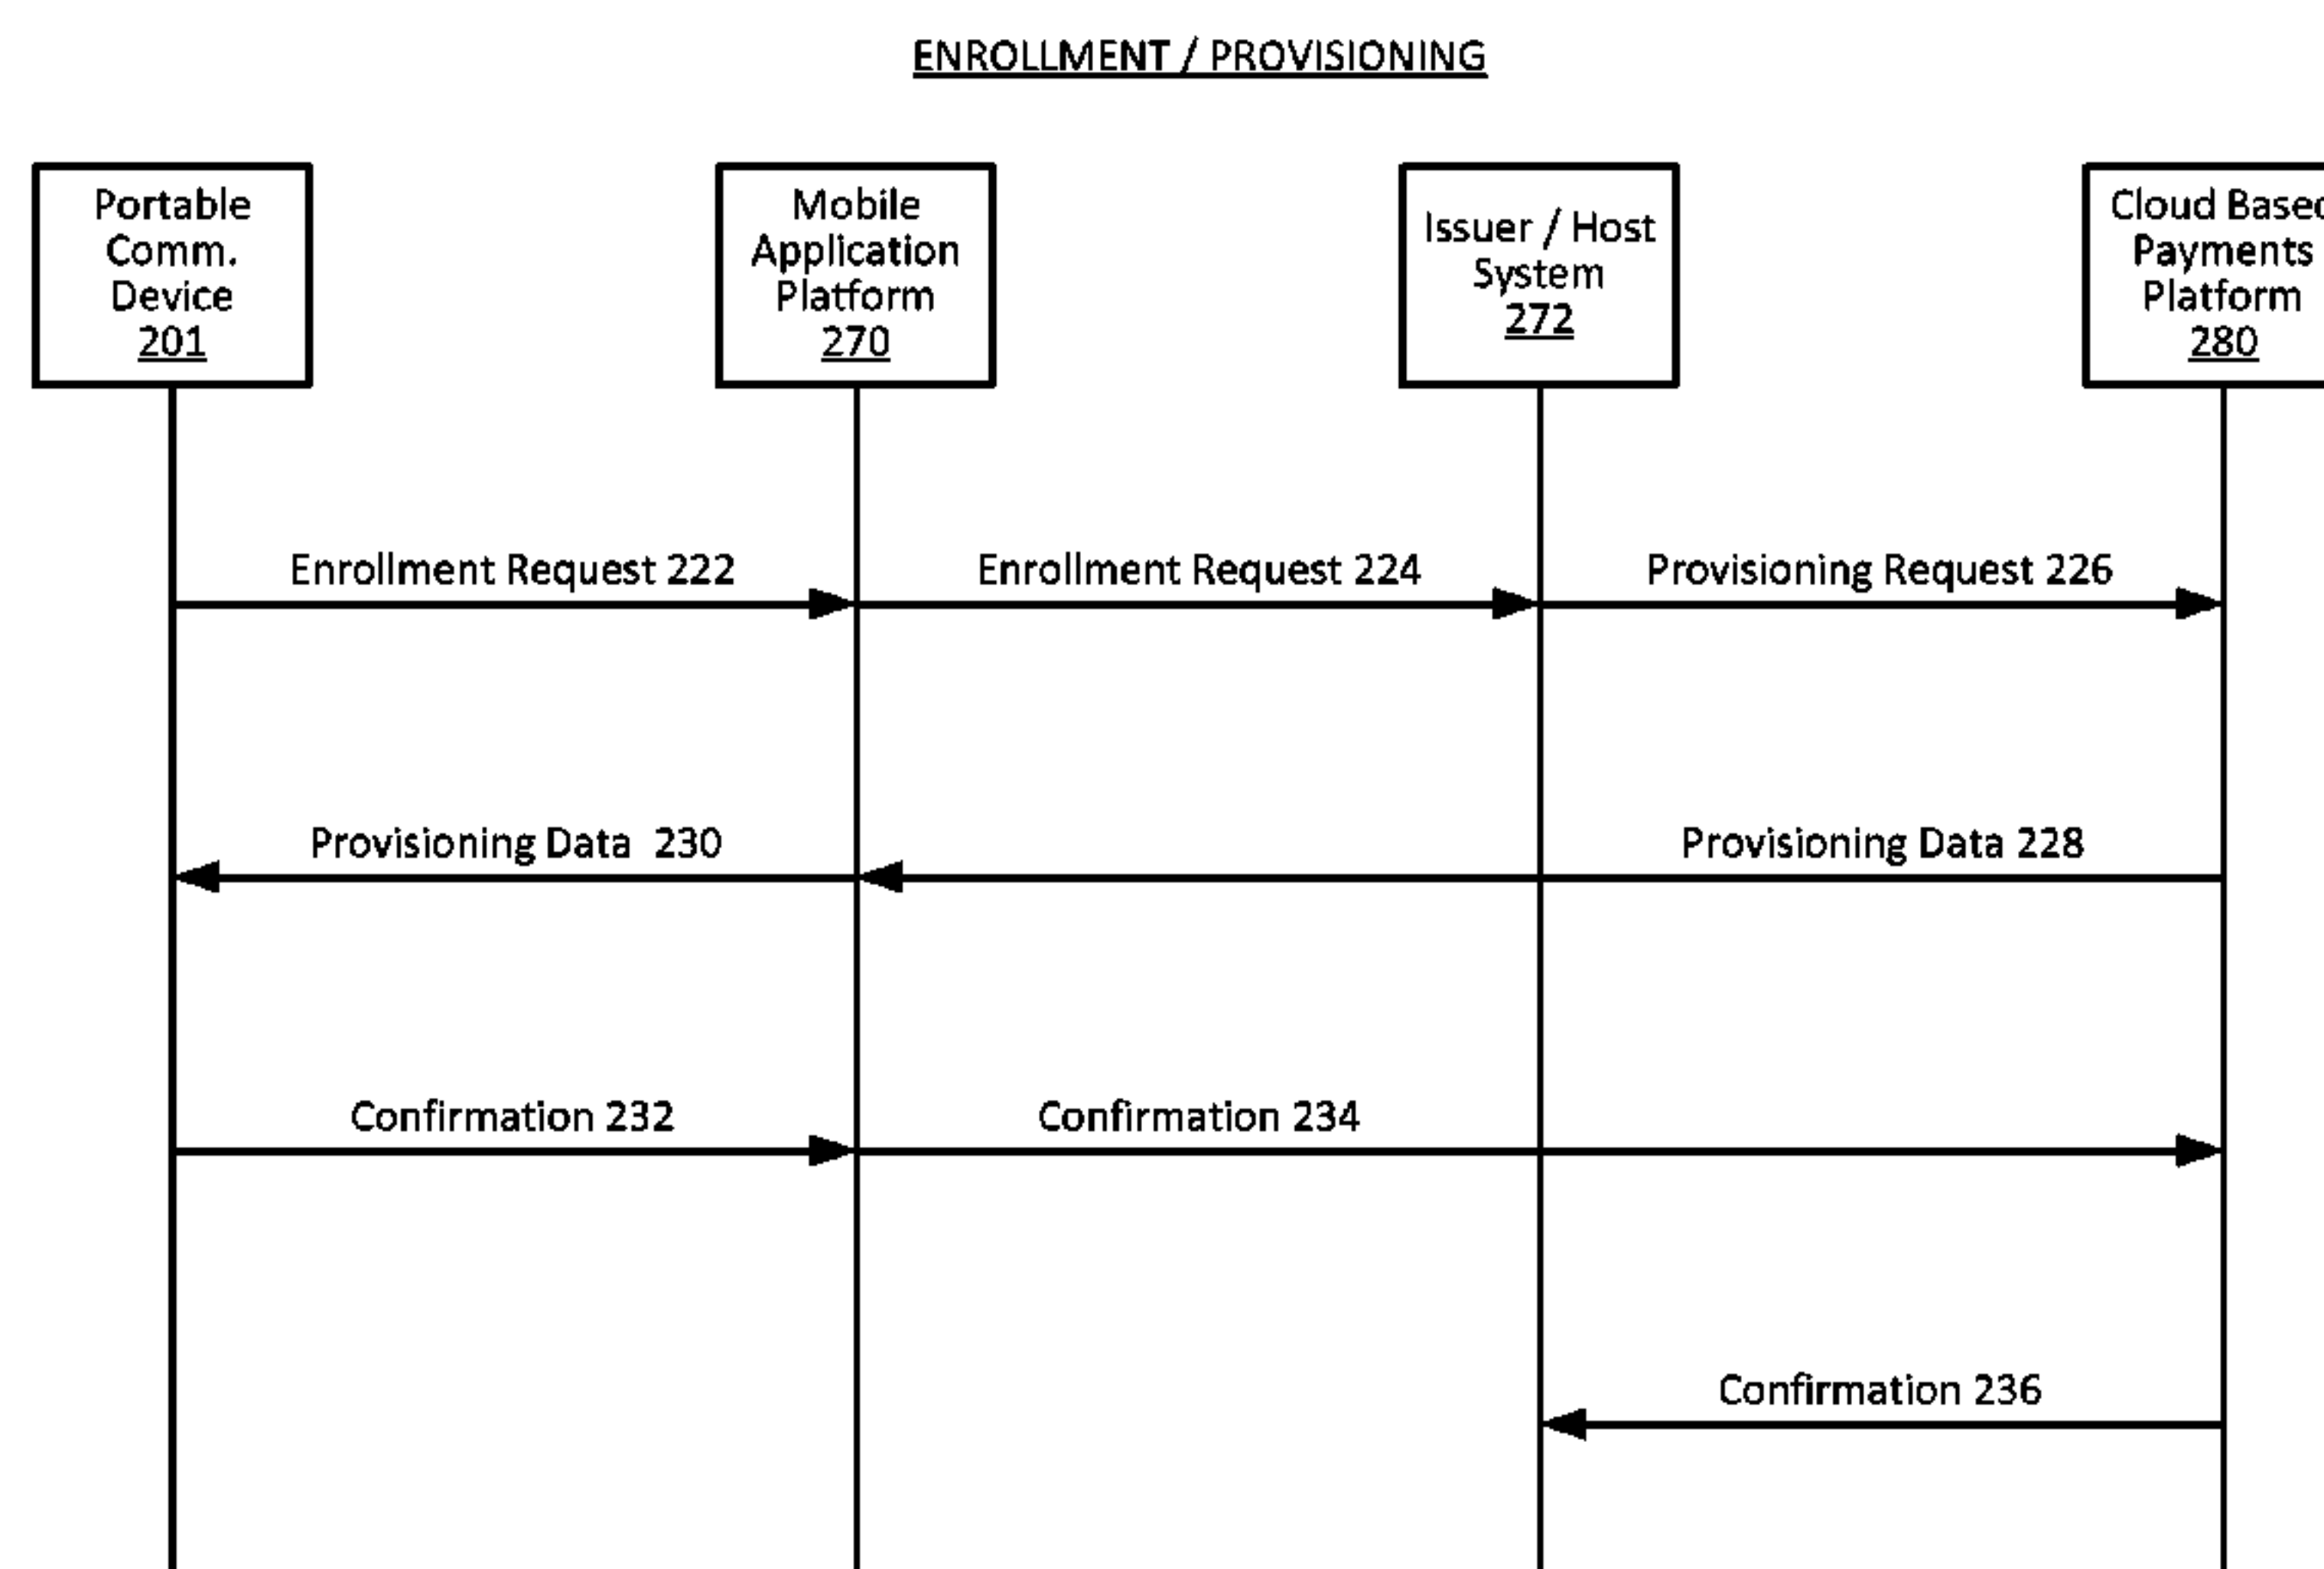 ENROLLMENT / PROVISIONING
Portable
Comm.
Device
201
Mobile
Application
Platform
270
Issuer / Host
System
272
Cloud Based
Payments
Platform
280
Enrollment Request 222
Enrollment Request 224
Provisioning Request 226
Provisioning Data 230
Provisioning Data 228
Confirmation 232
Confirmation 234
Confirmation 236